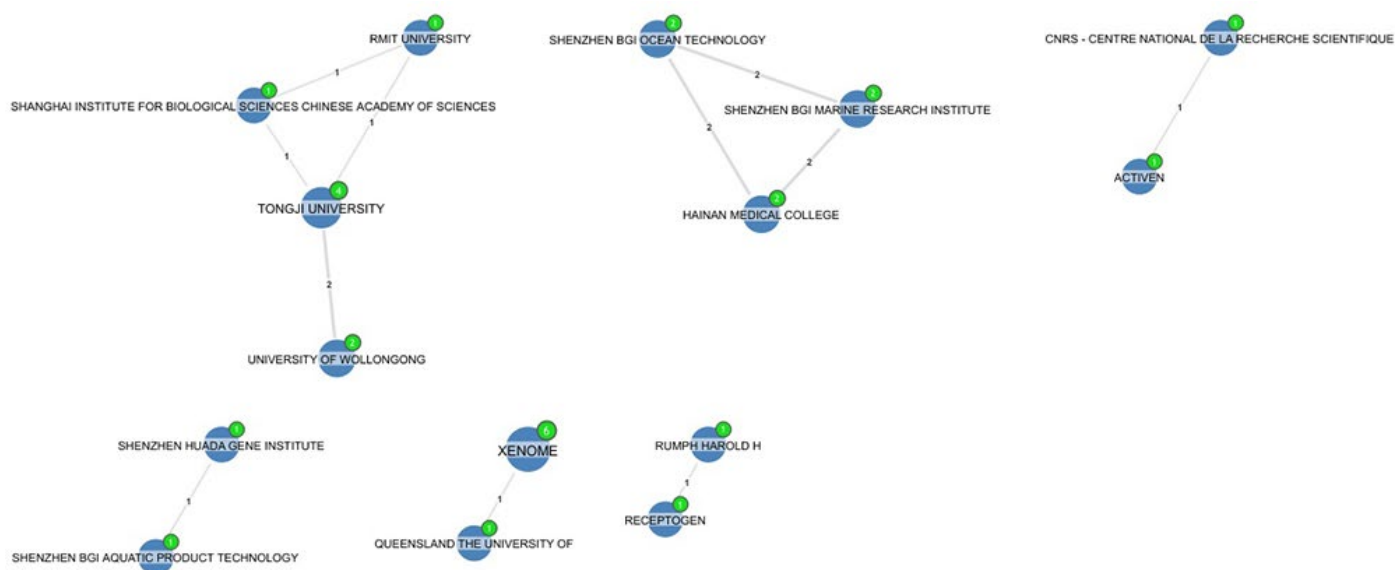 1
RMIT UNIVERSITY
1
1
SHANGHAI INSTITUTE FOR BIOLOGICAL SCIENCES CHINESE ACADEMY OF SCIENCES
1
1
4
TONGJI UNIVERSITY
2
2
UNIVERSITY OF WOLLONGONG
2
SHENZHEN BGI OCEAN TECHNOLOGY
2
2
SHENZHEN BGI MARINE RESEARCH INSTITUTE
2
2
2
HAINAN MEDICAL COLLEGE
1
CNRS - CENTRE NATIONAL DE LA RECHERCHE SCIENTIFIQUE
1
1
ACTIVEN
1
SHENZHEN HUADA GENE INSTITUTE
1
1
SHENZHEN BGI AQUATIC PRODUCT TECHNOLOGY
6
XENOME
1
1
QUEENSLAND THE UNIVERSITY OF
1
RUMPH HAROLD H
1
1
RECEPTOGEN